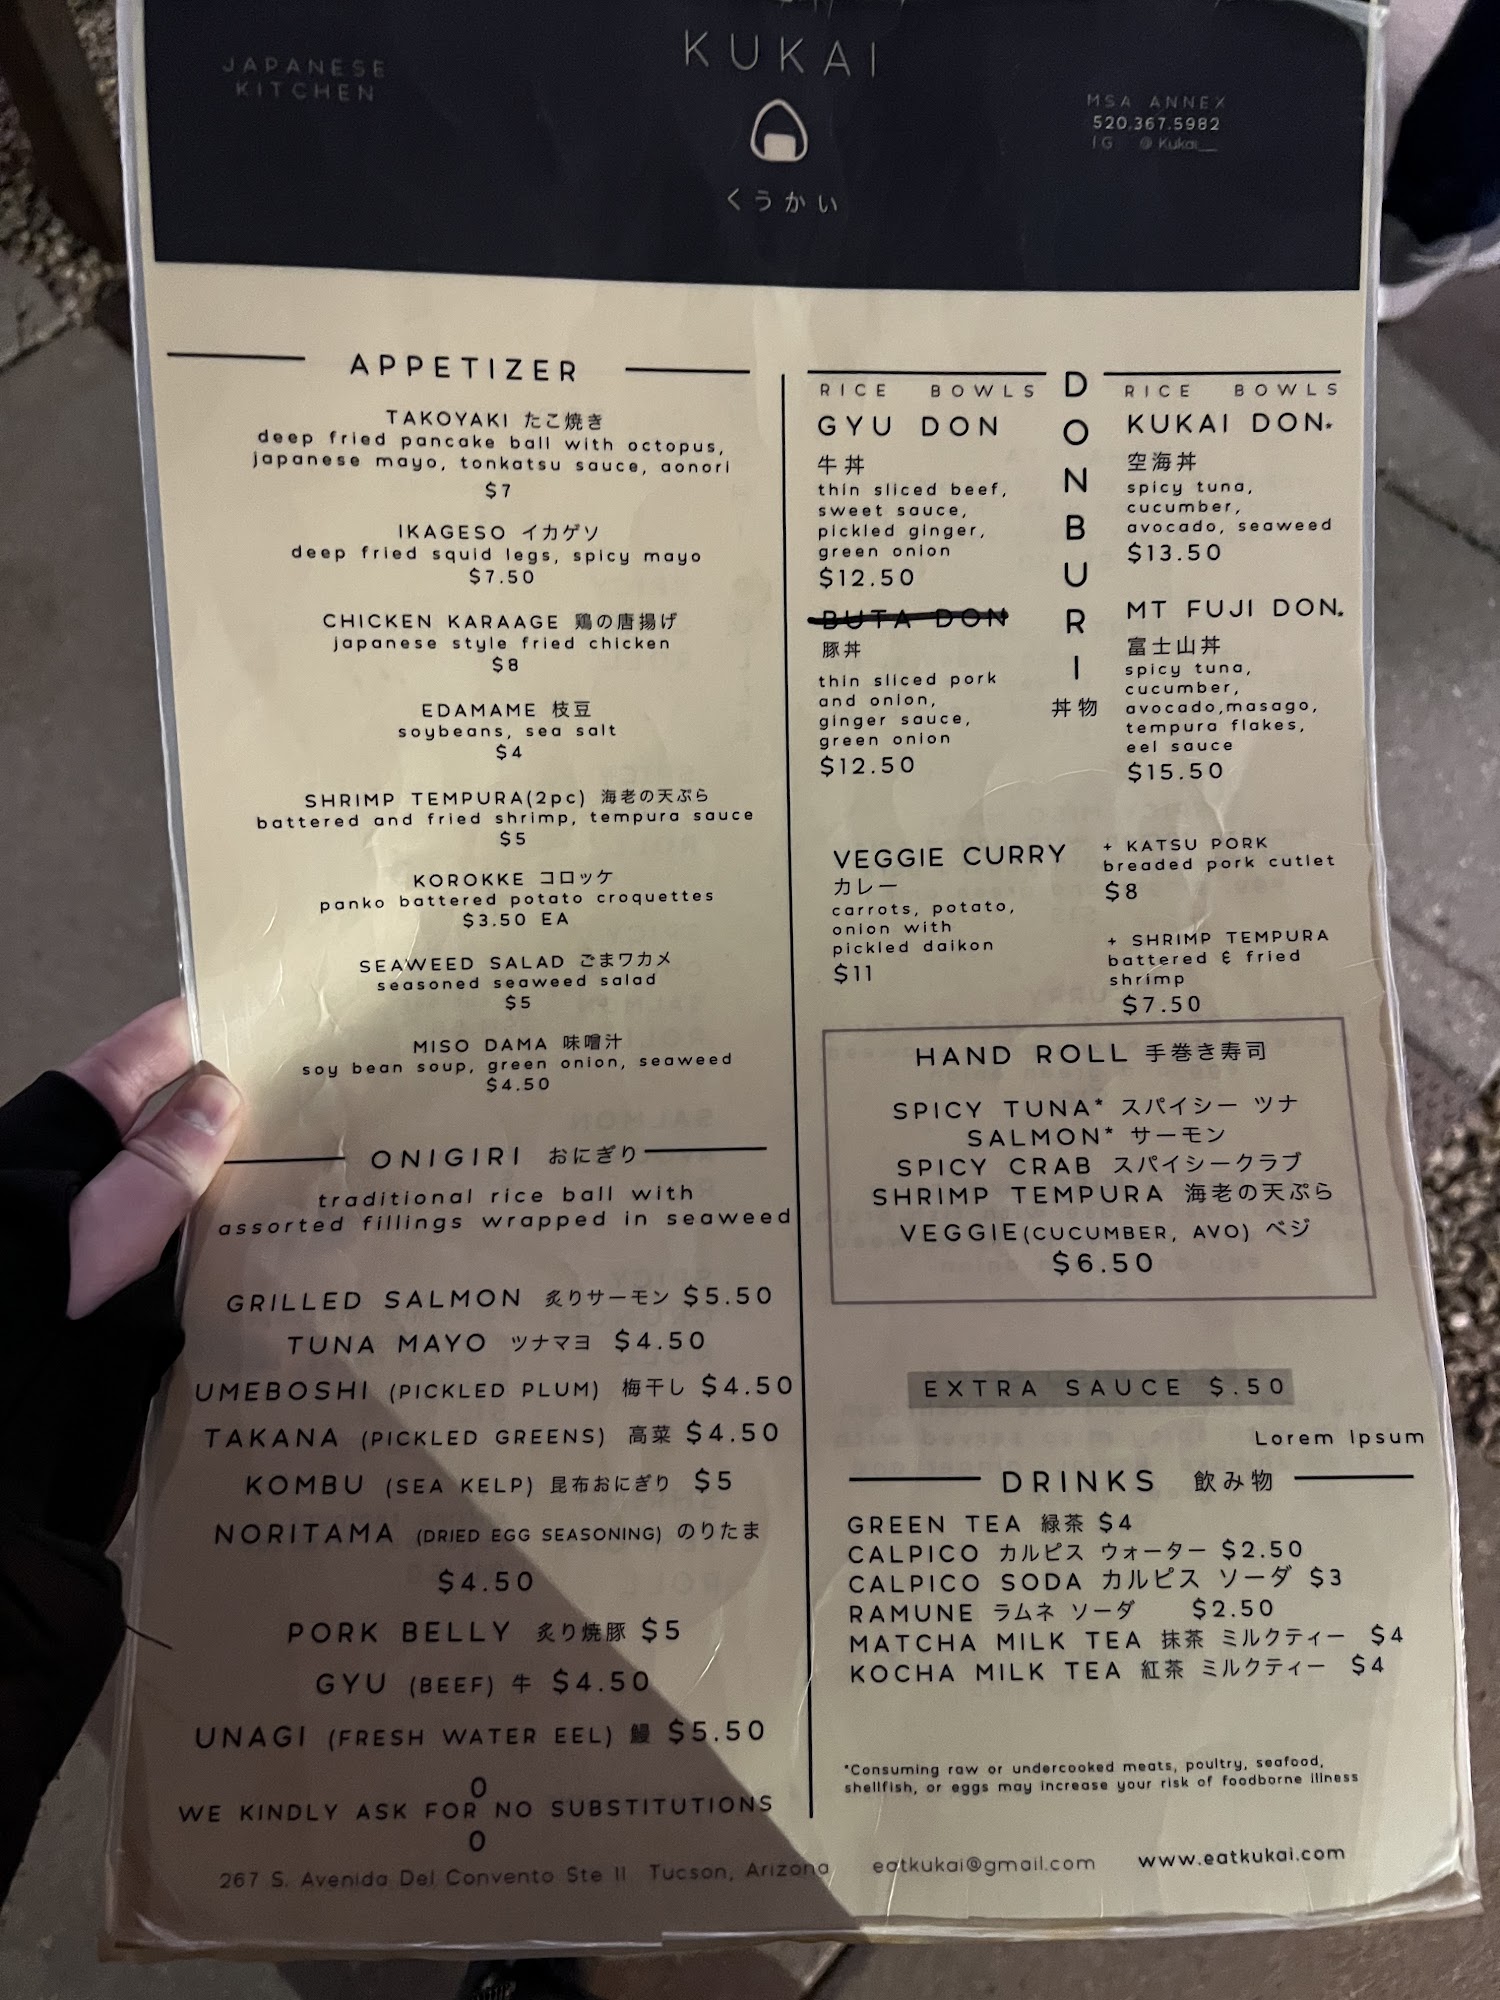 KUKAI
JAPANESE
KITCHEN
MSA ANNEX
520.367.5982
IG @Kukai__
くうかい
APPETIZER
TAKOYAKI たこ焼き
deep fried pancake ball with octopus,
japanese mayo, tonkatsu sauce, aonori
$7
IKAGESO イカゲソ
deep fried squid legs, spicy mayo
$7.50
CHICKEN KARAAGE 鶏の唐揚げ
japanese style fried chicken
$8
EDAMAME 枝豆
soybeans, sea salt
$4
SHRIMP TEMPURA(2pc) 海老の天ぷら
battered and fried shrimp, tempura sauce
$5
KOROKKE コロッケ
panko battered potato croquettes
$3.50 EA
SEAWEED SALAD ごまワカメ
seasoned seaweed salad
$5
MISO DAMA 味噌汁
soy bean soup, green onion, seaweed
$4.50
ONIGIRI おにぎり
traditional rice ball with
assorted fillings wrapped in seaweed
GRILLED SALMON 炙りサーモン $5.50
TUNA MAYO ツナマヨ $4.50
UMEBOSHI (PICKLED PLUM) 梅干し $4.50
TAKANA (PICKLED GREENS) 高菜 $4.50
KOMBU (SEA KELP) 昆布おにぎり $5
NORITAMA (DRIED EGG SEASONING) のりたま
$4.50
PORK BELLY 炙り焼豚 $5
GYU (BEEF) 牛 $4.50
UNAGI (FRESH WATER EEL) 鰻 $5.50
0
WE KINDLY ASK FOR NO SUBSTITUTIONS
0
DONBURI
丼物
RICE BOWLS
GYU DON
牛丼
thin sliced beef,
sweet sauce,
pickled ginger,
green onion
$12.50
BUTA DON
豚丼
thin sliced pork
and onion,
ginger sauce,
green onion
$12.50
RICE BOWLS
KUKAI DON*
空海丼
spicy tuna,
cucumber,
avocado, seaweed
$13.50
MT FUJI DON*
富士山丼
spicy tuna,
cucumber,
avocado,masago,
tempura flakes,
eel sauce
$15.50
VEGGIE CURRY
カレー
carrots, potato,
onion with
pickled daikon
$11
+ KATSU PORK
breaded pork cutlet
$8
+ SHRIMP TEMPURA
battered & fried
shrimp
$7.50
HAND ROLL 手巻き寿司
SPICY TUNA* スパイシー ツナ
SALMON* サーモン
SPICY CRAB スパイシークラブ
SHRIMP TEMPURA 海老の天ぷら
VEGGIE(CUCUMBER, AVO) ベジ
$6.50
EXTRA SAUCE $.50
Lorem Ipsum
DRINKS 飲み物
GREEN TEA 緑茶 $4
CALPICO カルピス ウォーター $2.50
CALPICO SODA カルピス ソーダ $3
RAMUNE ラムネ ソーダ $2.50
MATCHA MILK TEA 抹茶 ミルクティー $4
KOCHA MILK TEA 紅茶 ミルクティー $4
*Consuming raw or undercooked meats, poultry, seafood,
shellfish, or eggs may increase your risk of foodborne illness
267 S. Avenida Del Convento Ste 11 Tucson, Arizona eatkukai@gmail.com www.eatkukai.com